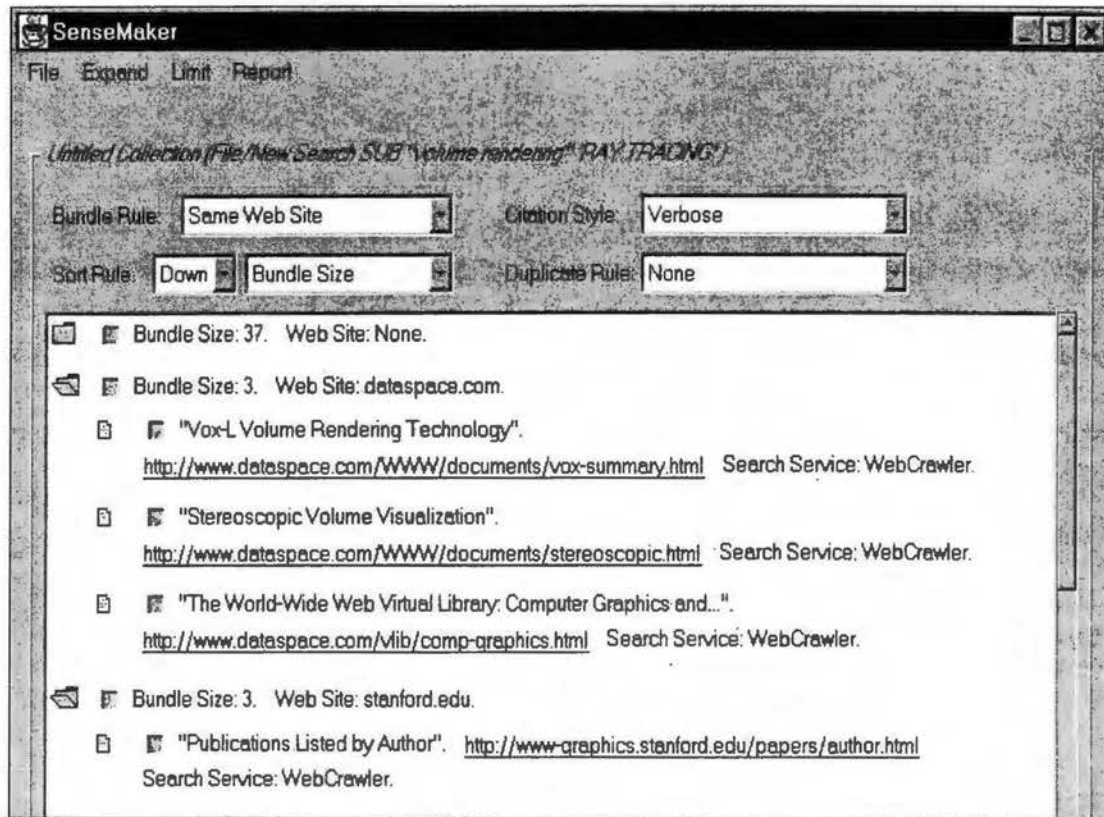 SenseMaker
File Expand Limit Report
Untitled Collection (File/New Search SUB "Volume rendering" 'RAY TRACING')
Bundle Rule: Same Web Site Citation Style: Verbose
Sort Rule: Down Bundle Size Duplicate Rule: None
Bundle Size: 37. Web Site: None.
Bundle Size: 3. Web Site: dataspace.com.
"Vox-L Volume Rendering Technology".
http://www.dataspace.com/WWW/documents/vox-summary.html Search Service: WebCrawler.
"Stereoscopic Volume Visualization".
http://www.dataspace.com/WWW/documents/stereoscopic.html Search Service: WebCrawler.
"The World-Wide Web Virtual Library: Computer Graphics and...".
http://www.dataspace.com/vlib/comp-graphics.html Search Service: WebCrawler.
Bundle Size: 3. Web Site: stanford.edu.
"Publications Listed by Author". http://www-graphics.stanford.edu/papers/author.html
Search Service: WebCrawler.